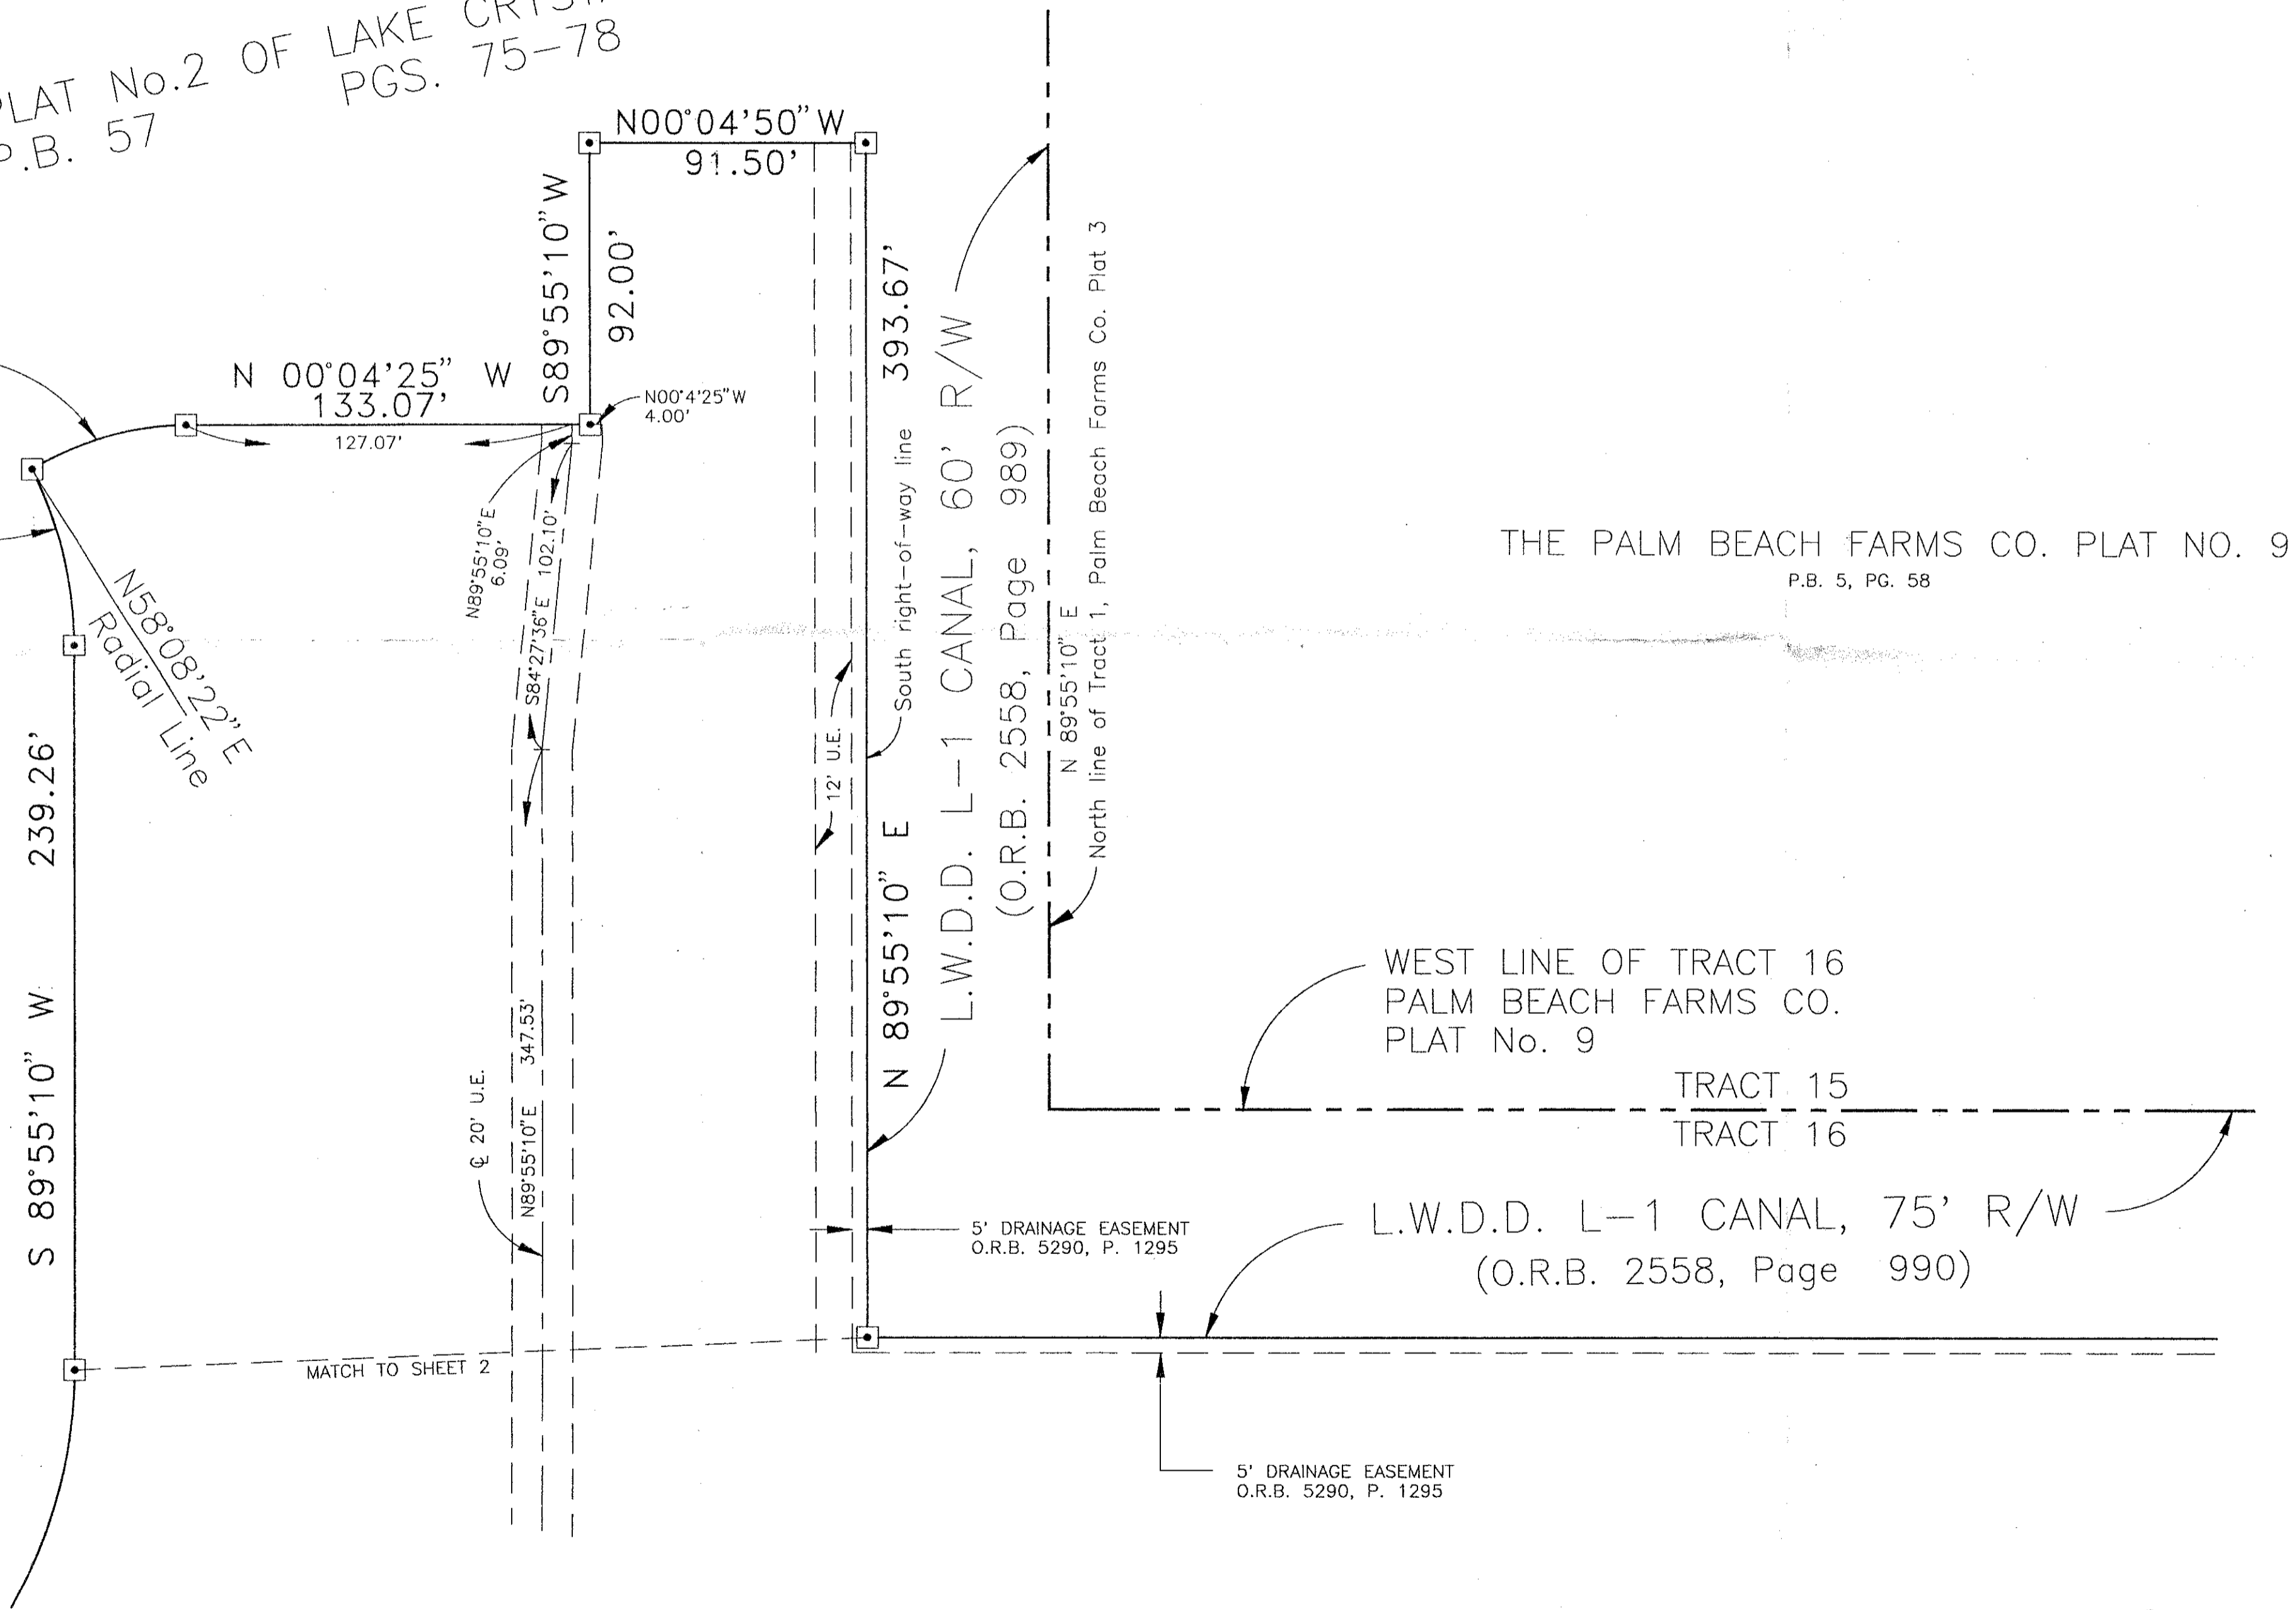 PLAT No.2 OF LAKE
PGS. 75-78
P.B. 57
N00°04'50"W
91.50'
S89°55'10"W
92.00'
N 00°04'25" W
133.07'
127.07'
N00°4'25"W
4.00'
N89°55'10"E
6.09'
S84°27'36"E 102.10'
N58°08'22"E
Radial Line
S 89°55'10" W 239.26'
℄ 20' U.E.
N89°55'10"E 347.53'
12' U.E.
N 89°55'10" E 393.67'
South right-of-way line
L.W.D.D. L-1 CANAL, 60' R/W
(O.R.B. 2558, Page 989)
N 89°55'10" E
North line of Tract 1, Palm Beach Farms Co. Plat 3
THE PALM BEACH FARMS CO. PLAT NO. 9
P.B. 5, PG. 58
WEST LINE OF TRACT 16
PALM BEACH FARMS CO.
PLAT No. 9
TRACT 15
TRACT 16
L.W.D.D. L-1 CANAL, 75' R/W
(O.R.B. 2558, Page 990)
5' DRAINAGE EASEMENT
O.R.B. 5290, P. 1295
MATCH TO SHEET 2
5' DRAINAGE EASEMENT
O.R.B. 5290, P. 1295